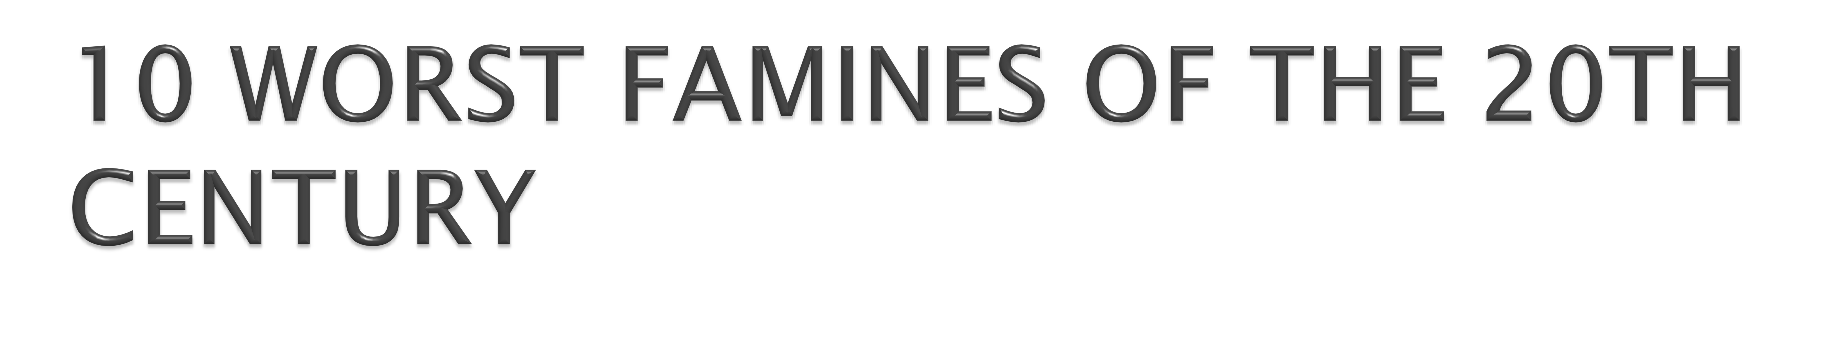 10 WORST FAMINES OF THE 20TH
CENTURY